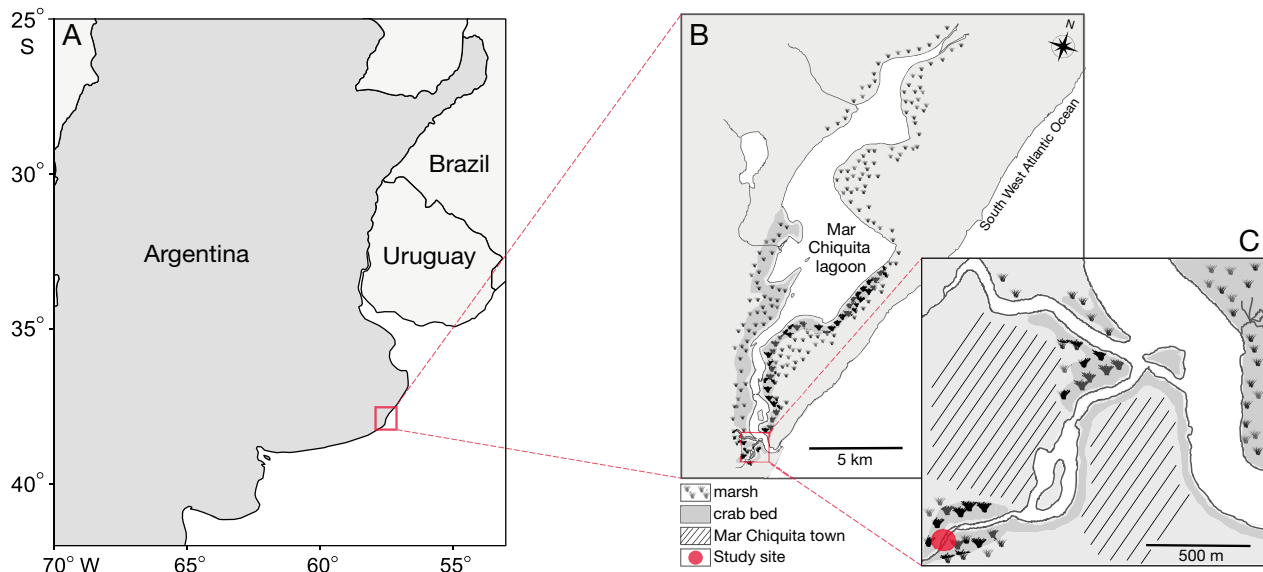 A
25°
S
30°
35°
40°
70° W
65°
60°
55°
Argentina
Brazil
Uruguay
B
N
South West Atlantic Ocean
Mar
Chiquita
lagoon
5 km
marsh
crab bed
Mar Chiquita town
Study site
C
500 m